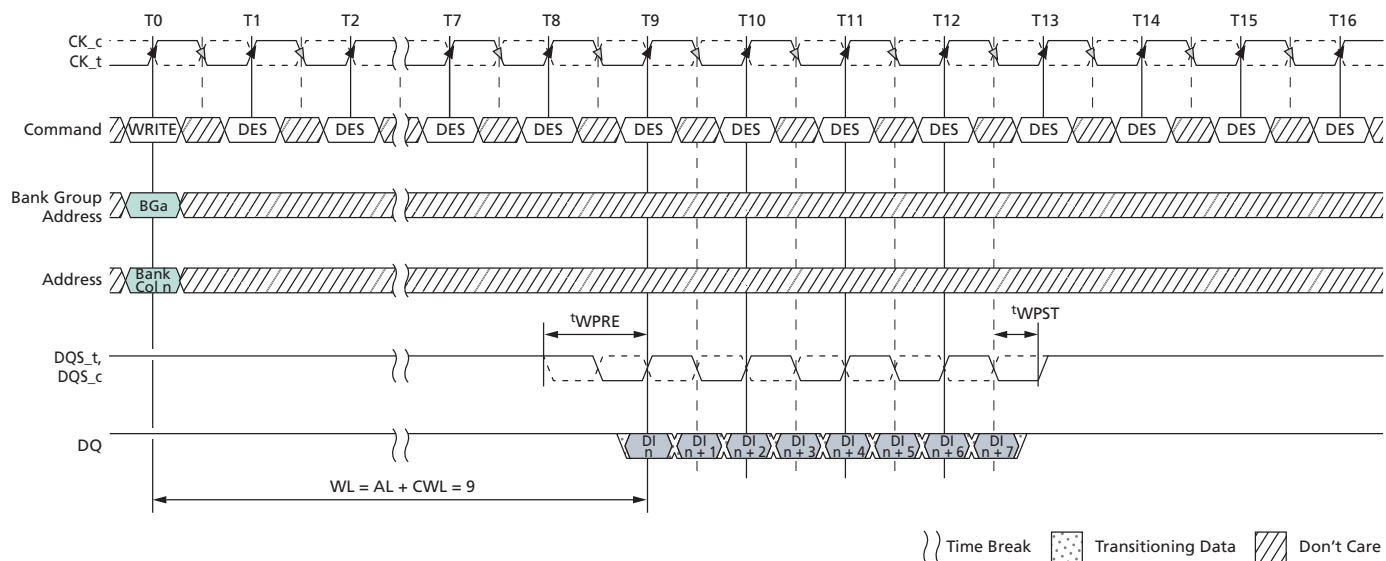 T0 T1 T2 T7 T8 T9 T10 T11 T12 T13 T14 T15 T16
CK_c
CK_t
Command WRITE DES DES DES DES DES DES DES DES DES DES DES DES
Bank Group
Address
BGa
Address
Bank
Col n
tWPRE
tWPST
DQS_t,
DQS_c
DQ
DI
n
DI
n + 1
DI
n + 2
DI
n + 3
DI
n + 4
DI
n + 5
DI
n + 6
DI
n + 7
WL = AL + CWL = 9
Time Break Transitioning Data Don't Care